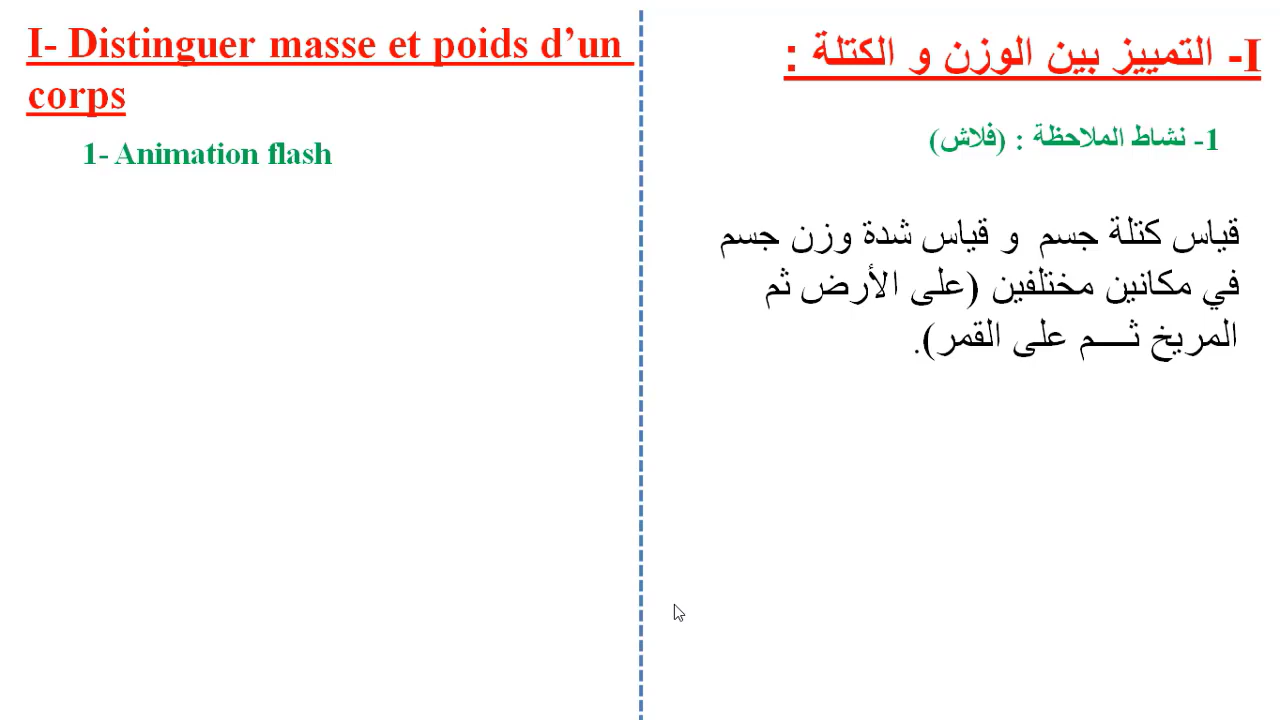 I- Distinguer masse et poids d’un
corps
1- Animation flash
I- التمييز بين الوزن و الكتلة :
1- نشاط الملاحظة : (فلاش)
قياس كتلة جسم و قياس شدة وزن جسم
في مكانين مختلفين (على الأرض ثم
المريخ ثــــم على القمر).